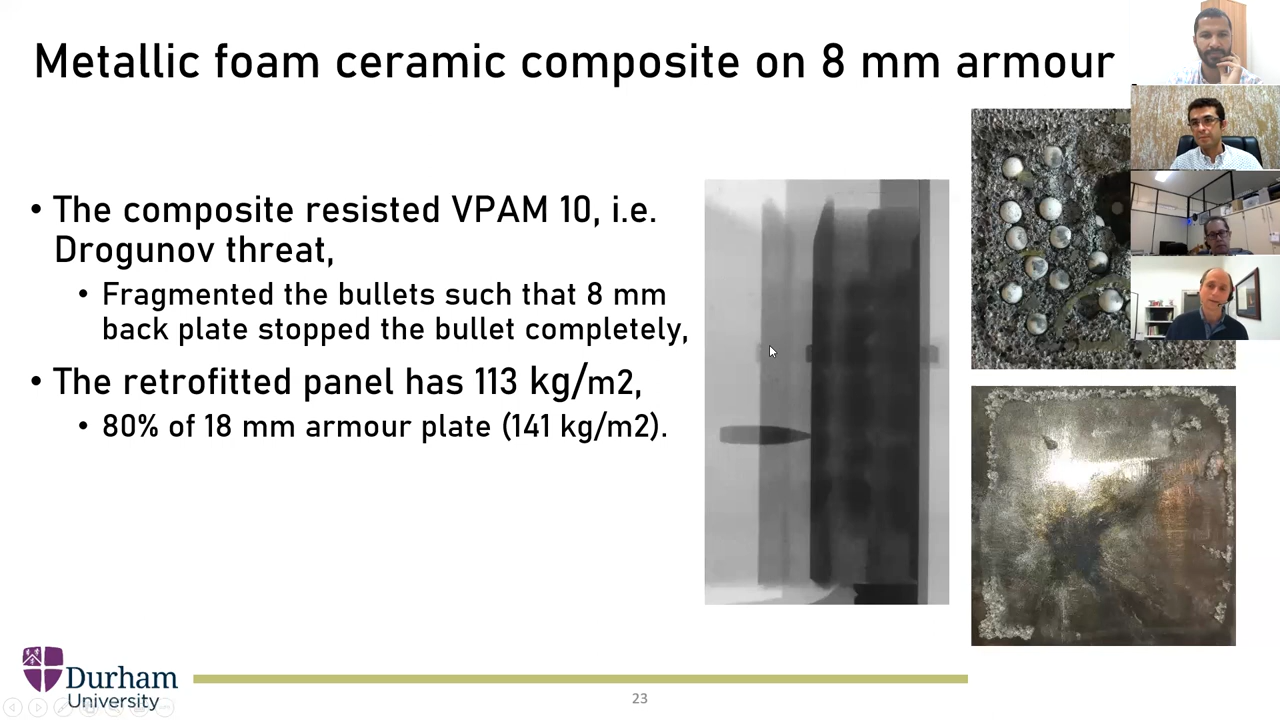 Metallic foam ceramic composite on 8 mm armour
• The composite resisted VPAM 10, i.e.
Drogunov threat,
• Fragmented the bullets such that 8 mm
back plate stopped the bullet completely,
• The retrofitted panel has 113 kg/m2,
• 80% of 18 mm armour plate (141 kg/m2).
Durham
University
23